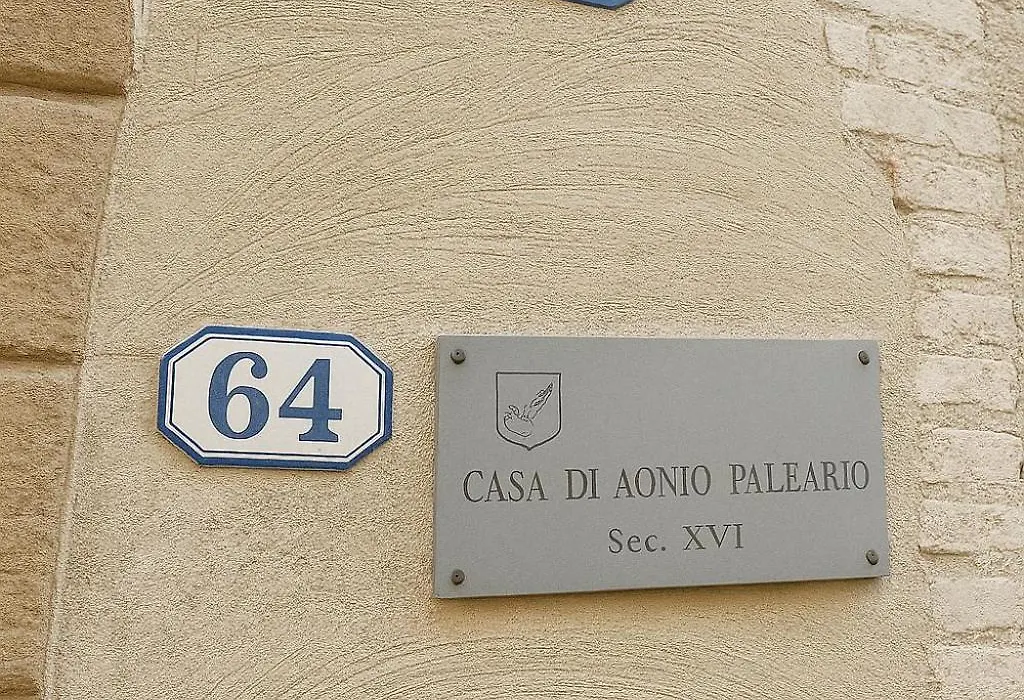 64
CASA DI AONIO PALEARIO
Sec. XVI